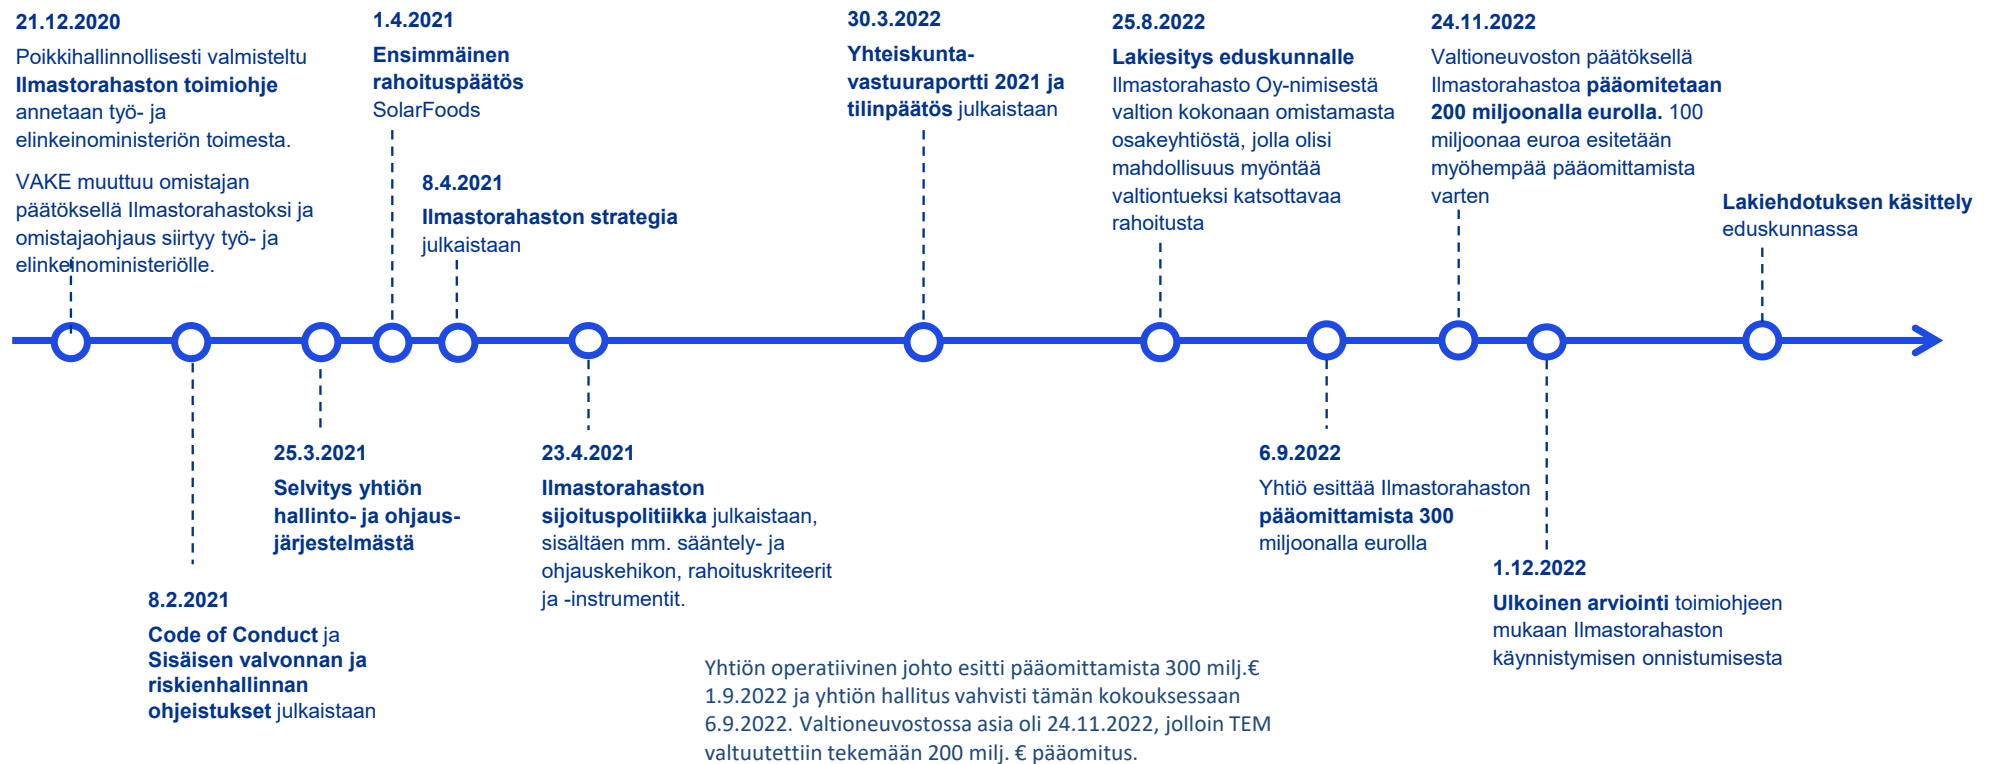 21.12.2020
Poikkihallinnollisesti valmisteltu
Ilmastorahaston toimiohje
annetaan työ- ja
elinkeinoministeriön toimesta.
VAKE muuttuu omistajan
päätöksellä Ilmastorahastoksi ja
omistajaohjaus siirtyy työ- ja
elinkeinoministeriölle.
8.2.2021
Code of Conduct ja
Sisäisen valvonnan ja
riskienhallinnan
ohjeistukset julkaistaan
25.3.2021
Selvitys yhtiön
hallinto- ja ohjaus-
järjestelmästä
1.4.2021
Ensimmäinen
rahoituspäätös
SolarFoods
8.4.2021
Ilmastorahaston strategia
julkaistaan
23.4.2021
Ilmastorahaston
sijoituspolitiikka julkaistaan,
sisältäen mm. sääntely- ja
ohjauskehikon, rahoituskriteerit
ja -instrumentit.
30.3.2022
Yhteiskunta-
vastuuraportti 2021 ja
tilinpäätös julkaistaan
25.8.2022
Lakiesitys eduskunnalle
Ilmastorahasto Oy-nimisestä
valtion kokonaan omistamasta
osakeyhtiöstä, jolla olisi
mahdollisuus myöntää
valtiontueksi katsottavaa
rahoitusta
6.9.2022
Yhtiö esittää Ilmastorahaston
pääomittamista 300
miljoonalla eurolla
24.11.2022
Valtioneuvoston päätöksellä
Ilmastorahastoa pääomitetaan
200 miljoonalla eurolla. 100
miljoonaa euroa esitetään
myöhempää pääomittamista
varten
1.12.2022
Ulkoinen arviointi toimiohjeen
mukaan Ilmastorahaston
käynnistymisen onnistumisesta
Lakiehdotuksen käsittely
eduskunnassa
Yhtiön operatiivinen johto esitti pääomittamista 300 milj.€
1.9.2022 ja yhtiön hallitus vahvisti tämän kokouksessaan
6.9.2022. Valtioneuvostossa asia oli 24.11.2022, jolloin TEM
valtuutettiin tekemään 200 milj. € pääomitus.